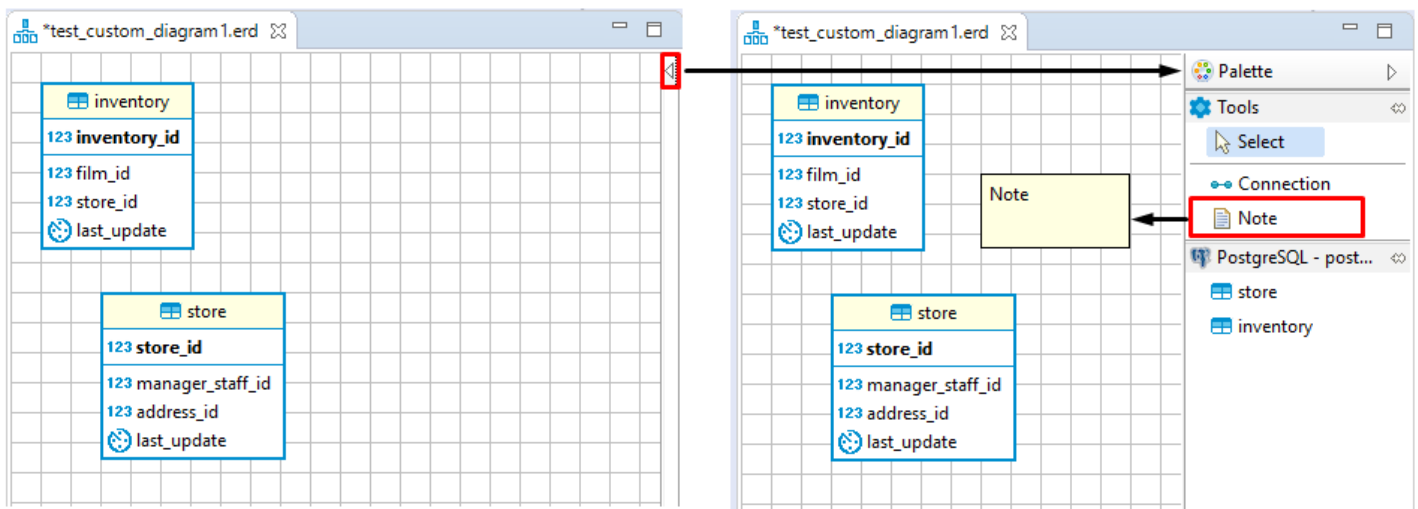 *test_custom_diagram1.erd
inventory
123 inventory_id
123 film_id
123 store_id
last_update
store
123 store_id
123 manager_staff_id
123 address_id
last_update
*test_custom_diagram1.erd
inventory
123 inventory_id
123 film_id
123 store_id
last_update
Note
store
123 store_id
123 manager_staff_id
123 address_id
last_update
Palette
Tools
Select
Connection
Note
PostgreSQL - post...
store
inventory